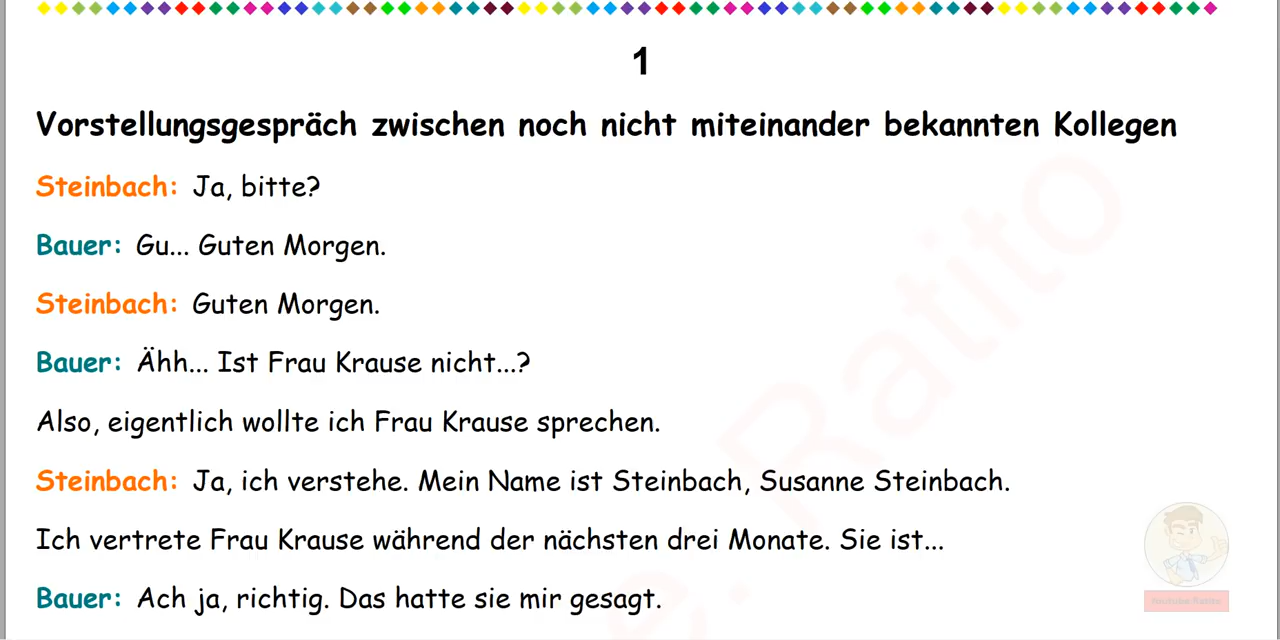 1
Vorstellungsgespräch zwischen noch nicht miteinander bekannten Kollegen
Steinbach: Ja, bitte?
Bauer: Gu... Guten Morgen.
Steinbach: Guten Morgen.
Bauer: Ähh... Ist Frau Krause nicht...?
Also, eigentlich wollte ich Frau Krause sprechen.
Steinbach: Ja, ich verstehe. Mein Name ist Steinbach, Susanne Steinbach.
Ich vertrete Frau Krause während der nächsten drei Monate. Sie ist...
Bauer: Ach ja, richtig. Das hatte sie mir gesagt.
e. Ratito
Youtube Ratito